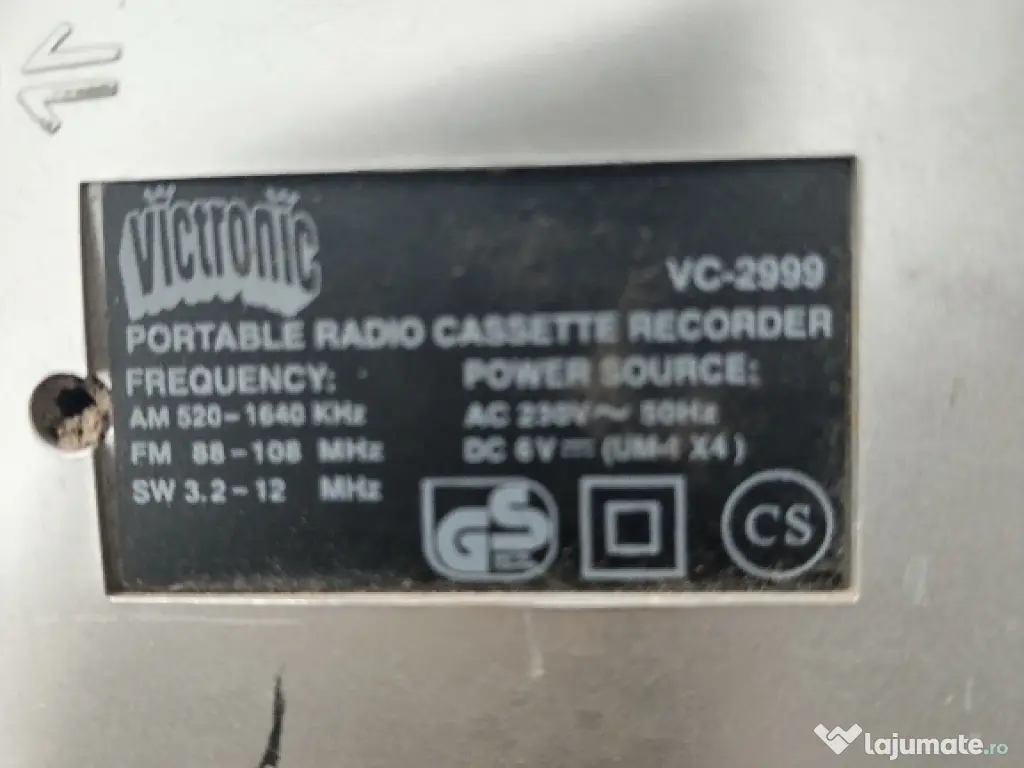 Victronic
VC-2999
PORTABLE RADIO CASSETTE RECORDER
FREQUENCY:
AM 520-1640 KHz
FM 88-108 MHz
SW 3.2-12 MHz
POWER SOURCE:
AC 230V~ 50Hz
DC 6V⎓(UM-1 X4)
GS
CS
lajumate.ro